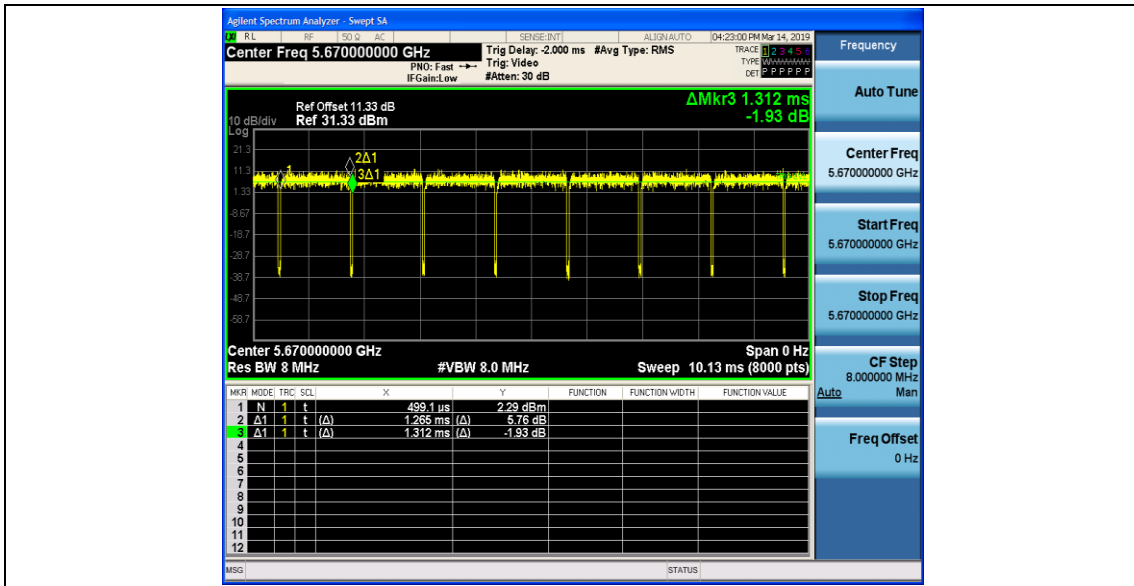 Agilent Spectrum Analyzer - Swept SA
RL RF 50 Ω AC SENSE:INT ALIGNAUTO 04:23:00 PM Mar 14, 2019
Center Freq 5.670000000 GHz
Trig Delay: -2.000 ms #Avg Type: RMS
TRACE 1 2 3 4 5 6
PNO: Fast Trig: Video
TYPE
IFGain:Low #Atten: 30 dB
DET P P P P P P
ΔMkr3 1.312 ms
-1.93 dB
Ref Offset 11.33 dB
10 dB/div Ref 31.33 dBm
Log
21.3
11.3
1.33
-8.67
-18.7
-28.7
-38.7
-48.7
-58.7
1
2Δ1
3Δ1
Center 5.670000000 GHz Span 0 Hz
Res BW 8 MHz #VBW 8.0 MHz Sweep 10.13 ms (8000 pts)
MKR MODE TRC SCL X Y FUNCTION FUNCTION WIDTH FUNCTION VALUE
1 N 1 t 499.1 us 2.29 dBm
2 Δ1 1 t (Δ) 1.265 ms (Δ) 5.76 dB
3 Δ1 1 t (Δ) 1.312 ms (Δ) -1.93 dB
4
5
6
7
8
9
10
11
12
MSG STATUS
Frequency
Auto Tune
Center Freq
5.670000000 GHz
Start Freq
5.670000000 GHz
Stop Freq
5.670000000 GHz
CF Step
8.000000 MHz
Auto Man
Freq Offset
0 Hz